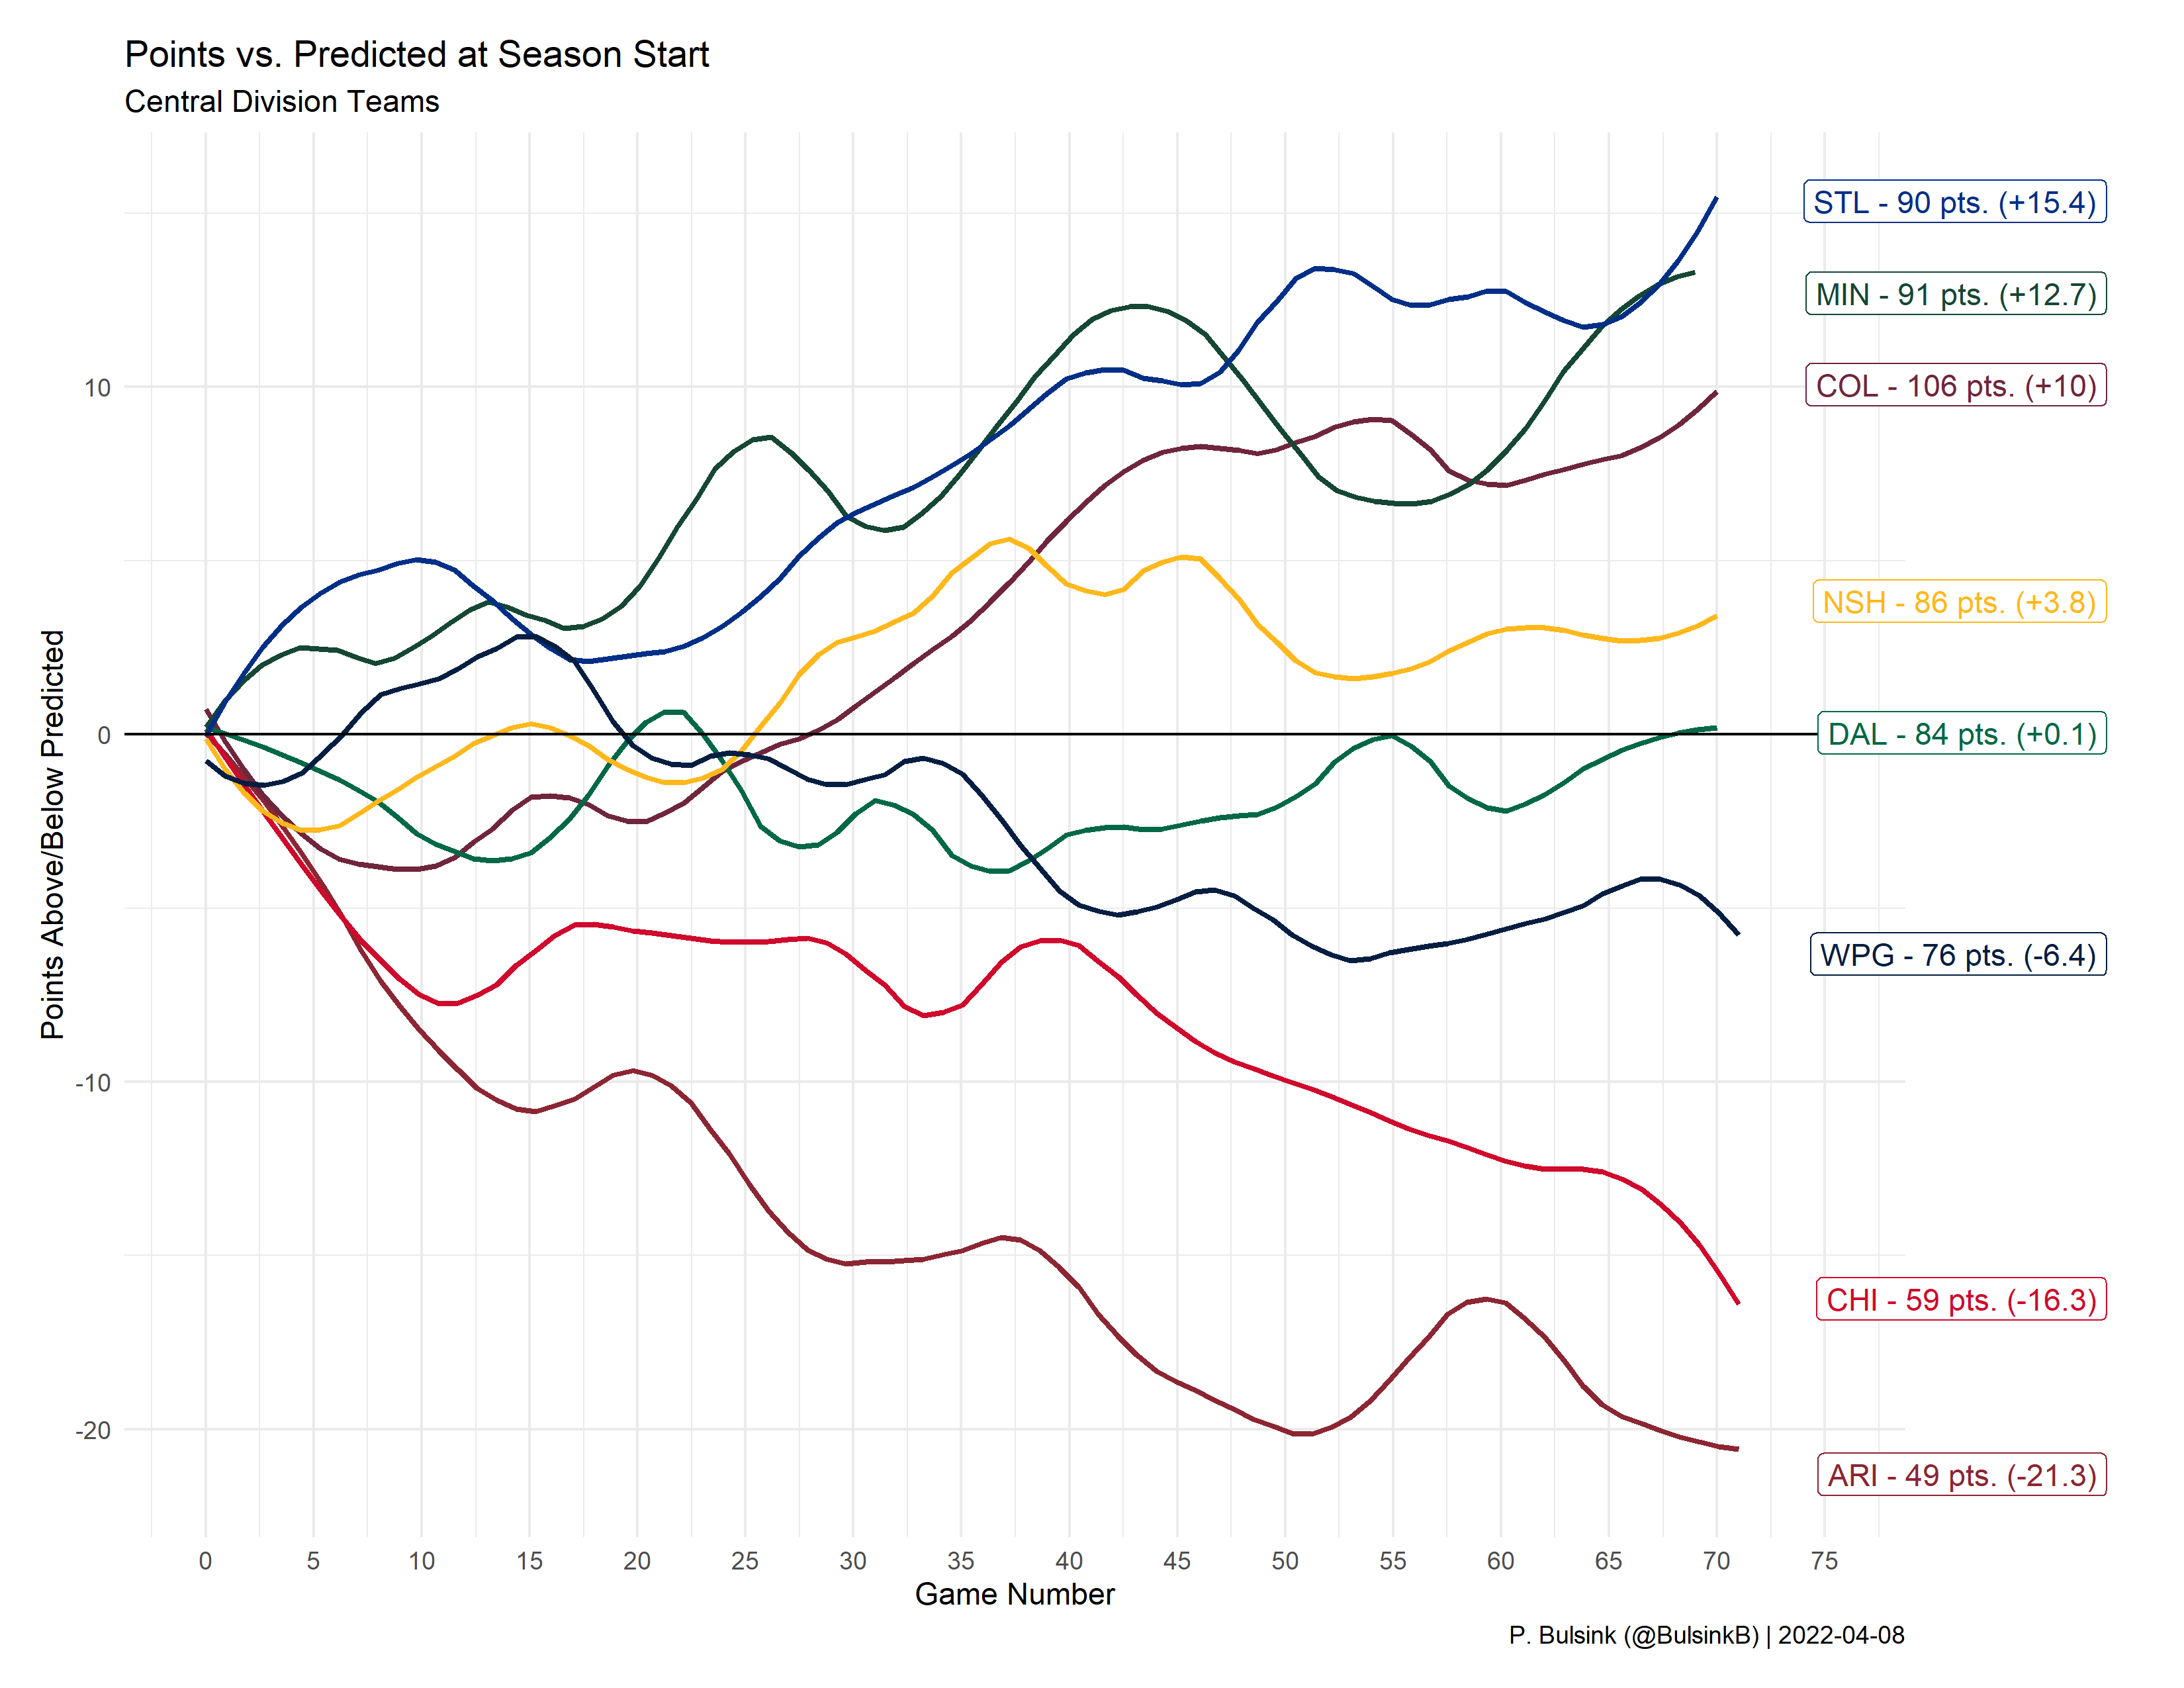 Points vs. Predicted at Season Start
Central Division Teams
Points Above/Below Predicted
10
0
-10
-20
STL - 90 pts. (+15.4)
MIN - 91 pts. (+12.7)
COL - 106 pts. (+10)
NSH - 86 pts. (+3.8)
DAL - 84 pts. (+0.1)
WPG - 76 pts. (-6.4)
CHI - 59 pts. (-16.3)
ARI - 49 pts. (-21.3)
0 5 10 15 20 25 30 35 40 45 50 55 60 65 70 75
Game Number
P. Bulsink (@BulsinkB) | 2022-04-08